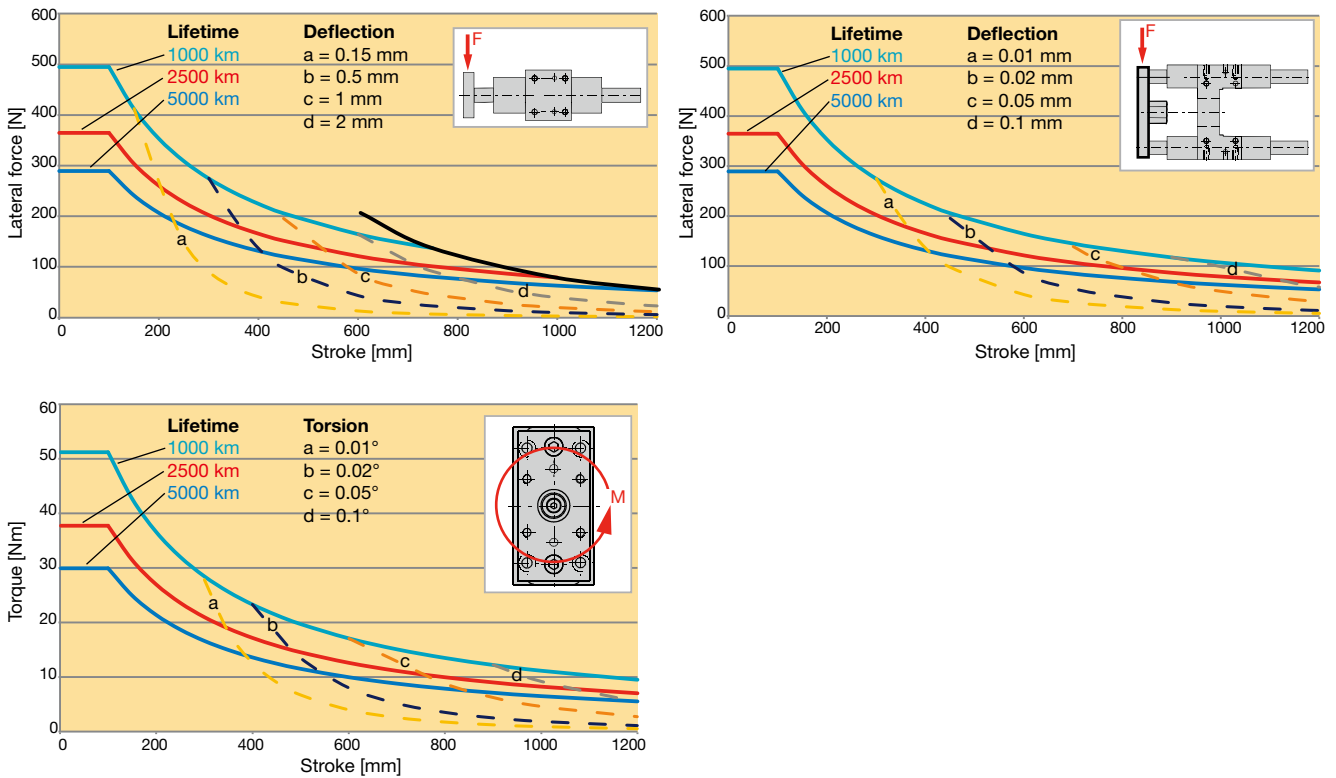 600
500
400
300
200
100
0
Lateral force [N]
Lifetime
1000 km
2500 km
5000 km
Deflection
a = 0.15 mm
b = 0.5 mm
c = 1 mm
d = 2 mm
F
a
b
c
d
0
200
400
600
800
1000
1200
Stroke [mm]
600
500
400
300
200
100
0
Lateral force [N]
Lifetime
1000 km
2500 km
5000 km
Deflection
a = 0.01 mm
b = 0.02 mm
c = 0.05 mm
d = 0.1 mm
F
a
b
c
d
0
200
400
600
800
1000
1200
Stroke [mm]
60
50
40
30
20
10
0
Torque [Nm]
Lifetime
1000 km
2500 km
5000 km
Torsion
a = 0.01°
b = 0.02°
c = 0.05°
d = 0.1°
M
a
b
c
d
0
200
400
600
800
1000
1200
Stroke [mm]